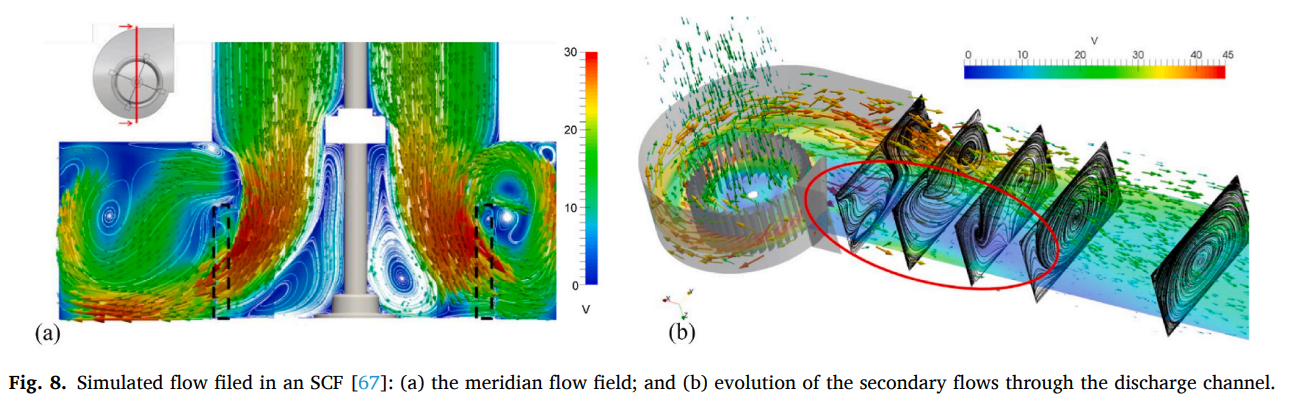 30
20
10
0
V
(a)
V
0 10 20 30 40 45
(b)
Fig. 8. Simulated flow filed in an SCF [67]: (a) the meridian flow field; and (b) evolution of the secondary flows through the discharge channel.